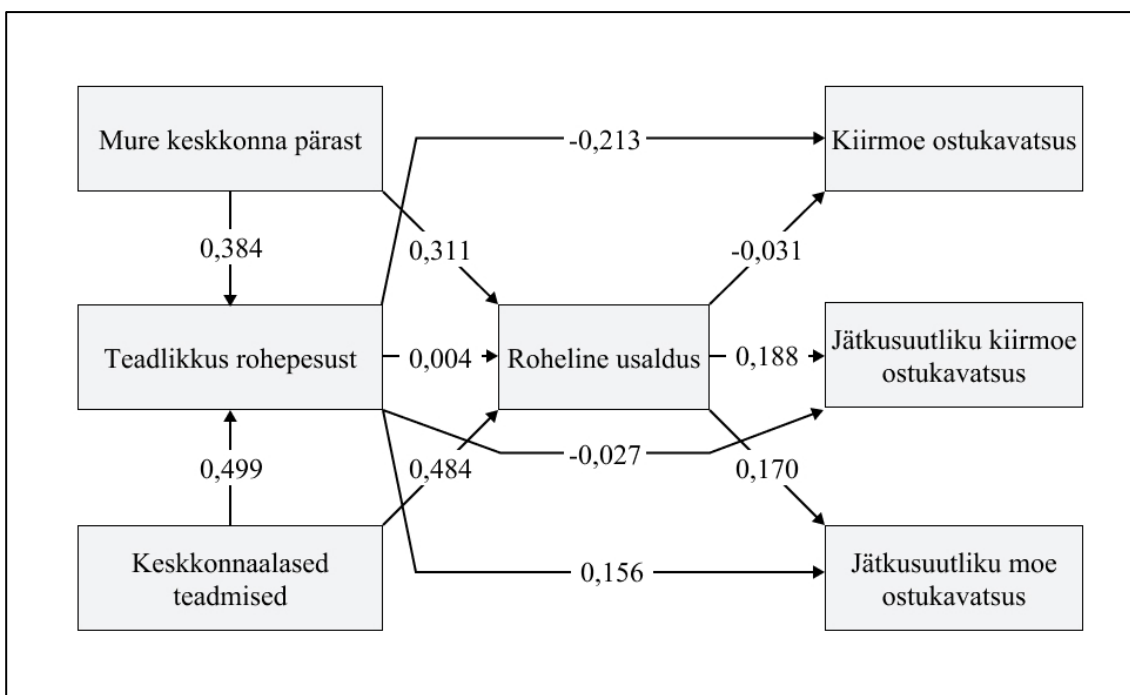 Mure keskkonna pärast
-0,213
Kiirmoe ostukavatsus
0,384
0,311
-0,031
Teadlikkus rohepesust
0,004
Roheline usaldus
0,188
Jätkusuutliku kiirmoe
ostukavatsus
0,499
0,484
-0,027
0,170
Keskkonnaalased
teadmised
0,156
Jätkusuutliku moe
ostukavatsus